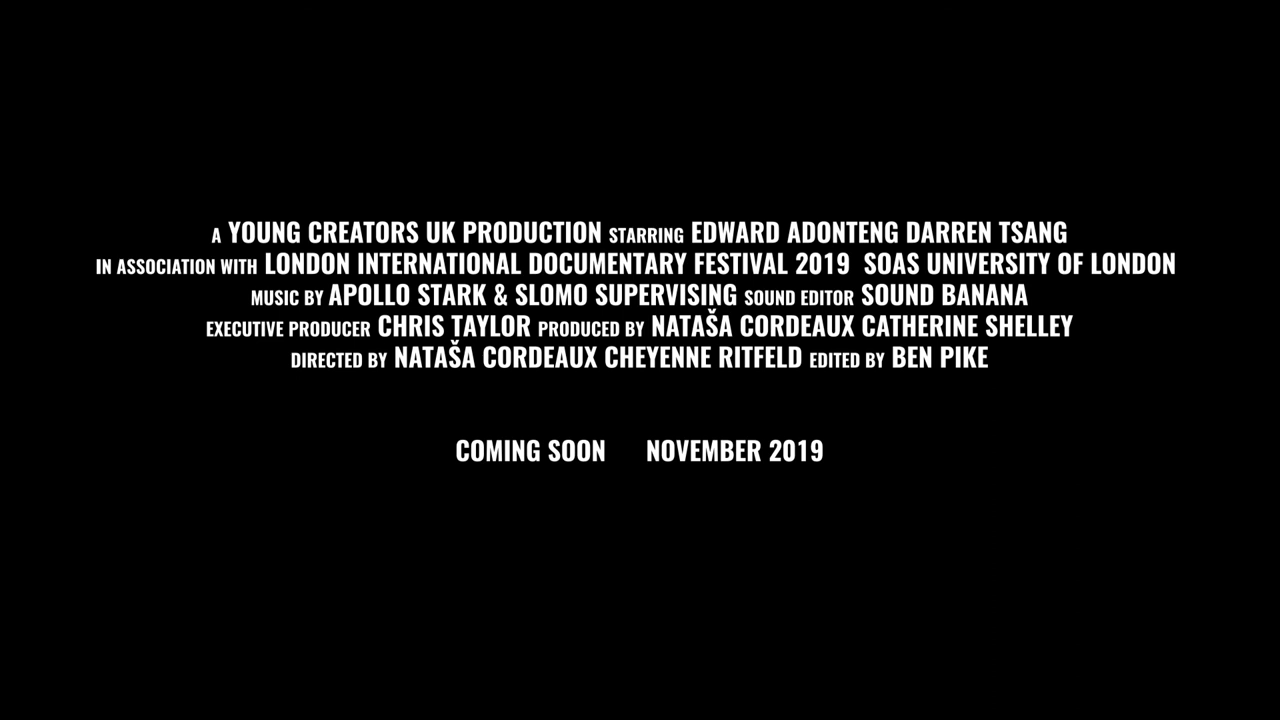 A YOUNG CREATORS UK PRODUCTION STARRING EDWARD ADONTENG DARREN TSANG
IN ASSOCIATION WITH LONDON INTERNATIONAL DOCUMENTARY FESTIVAL 2019 SOAS UNIVERSITY OF LONDON
MUSIC BY APOLLO STARK & SLOMO SUPERVISING SOUND EDITOR SOUND BANANA
EXECUTIVE PRODUCER CHRIS TAYLOR PRODUCED BY NATAŠA CORDEAUX CATHERINE SHELLEY
DIRECTED BY NATAŠA CORDEAUX CHEYENNE RITFELD EDITED BY BEN PIKE
COMING SOON NOVEMBER 2019